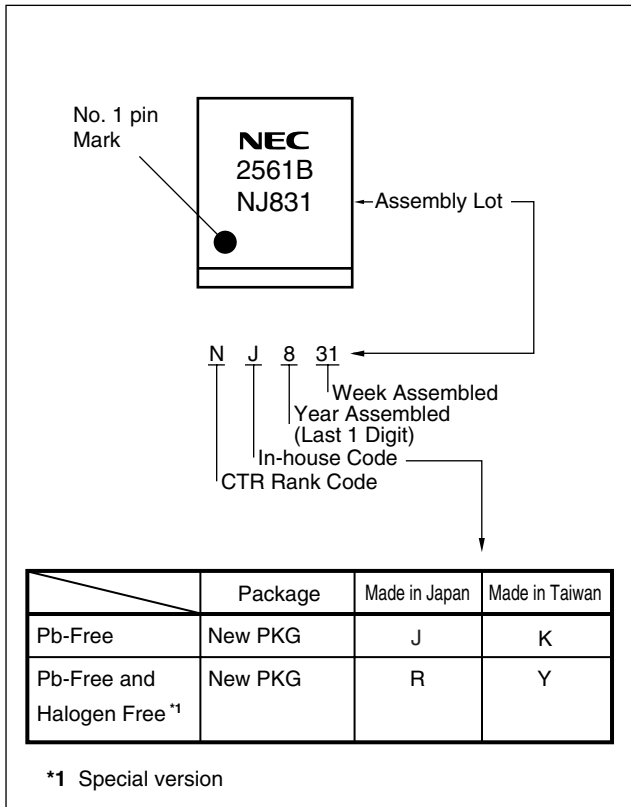 No. 1 pin
Mark
NEC
2561B
NJ831
Assembly Lot
N J 8 31
Week Assembled
Year Assembled
(Last 1 Digit)
In-house Code
CTR Rank Code
Package Made in Japan Made in Taiwan
Pb-Free New PKG J K
Pb-Free and New PKG R Y
Halogen Free *1
*1 Special version